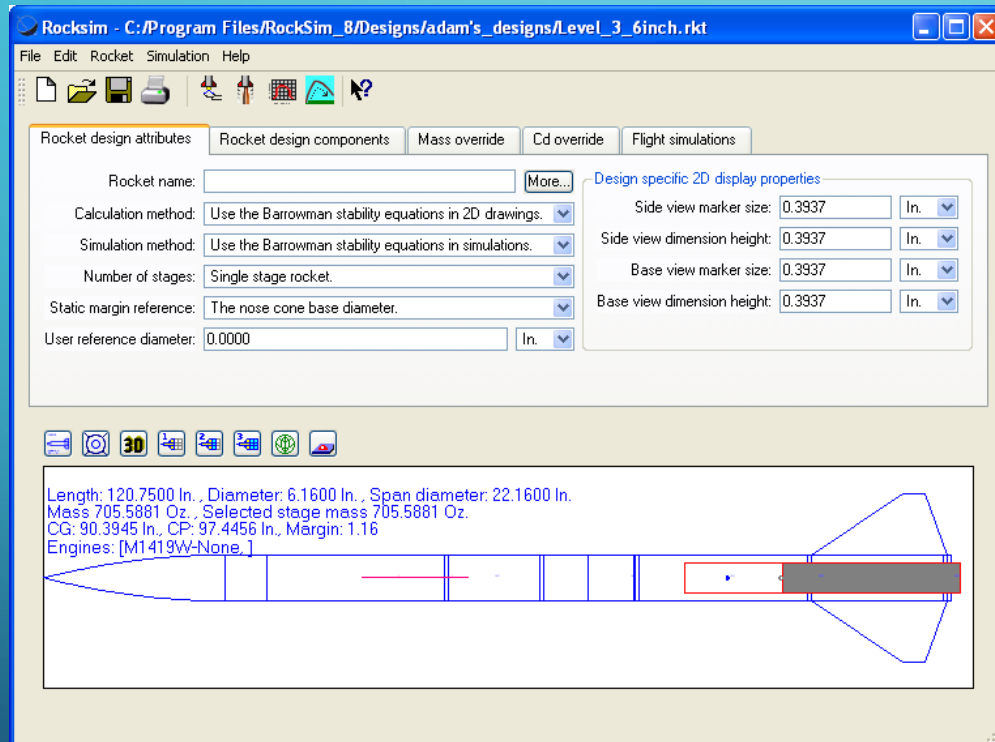 Rocksim - C:/Program Files/RockSim_8/Designs/adam's_designs/Level_3_6inch.rkt
File Edit Rocket Simulation Help
Rocket design attributes Rocket design components Mass override Cd override Flight simulations
Rocket name: More...
Calculation method: Use the Barrowman stability equations in 2D drawings.
Simulation method: Use the Barrowman stability equations in simulations.
Number of stages: Single stage rocket.
Static margin reference: The nose cone base diameter.
User reference diameter: 0.0000 In.
Design specific 2D display properties
Side view marker size: 0.3937 In.
Side view dimension height: 0.3937 In.
Base view marker size: 0.3937 In.
Base view dimension height: 0.3937 In.
3D 1 2 3
Length: 120.7500 In. , Diameter: 6.1600 In. , Span diameter: 22.1600 In.
Mass 705.5881 Oz. , Selected stage mass 705.5881 Oz.
CG: 90.3945 In., CP: 97.4456 In., Margin: 1.16
Engines: [M1419W-None, ]